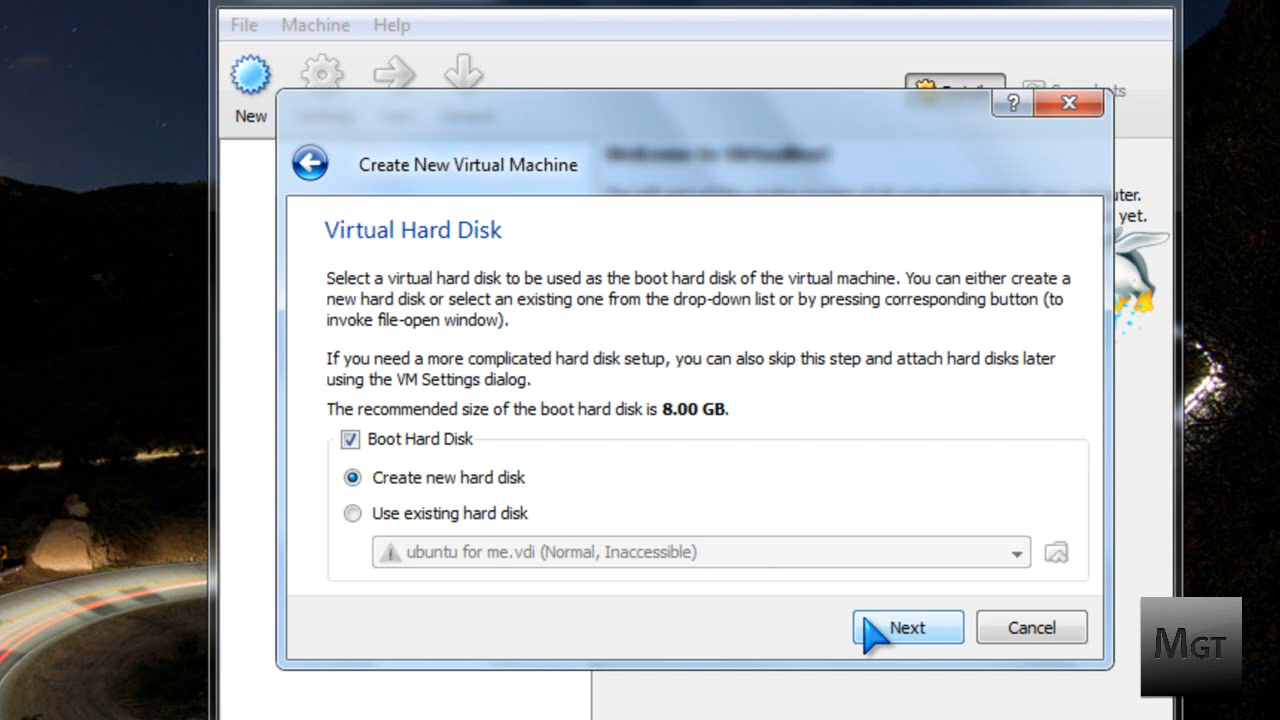 File Machine Help
New
Create New Virtual Machine
uter.
yet.
Virtual Hard Disk
Select a virtual hard disk to be used as the boot hard disk of the virtual machine. You can either create a
new hard disk or select an existing one from the drop-down list or by pressing corresponding button (to
invoke file-open window).
If you need a more complicated hard disk setup, you can also skip this step and attach hard disks later
using the VM Settings dialog.
The recommended size of the boot hard disk is 8.00 GB.
Boot Hard Disk
Create new hard disk
Use existing hard disk
ubuntu for me.vdi (Normal, Inaccessible)
Next Cancel
MGT